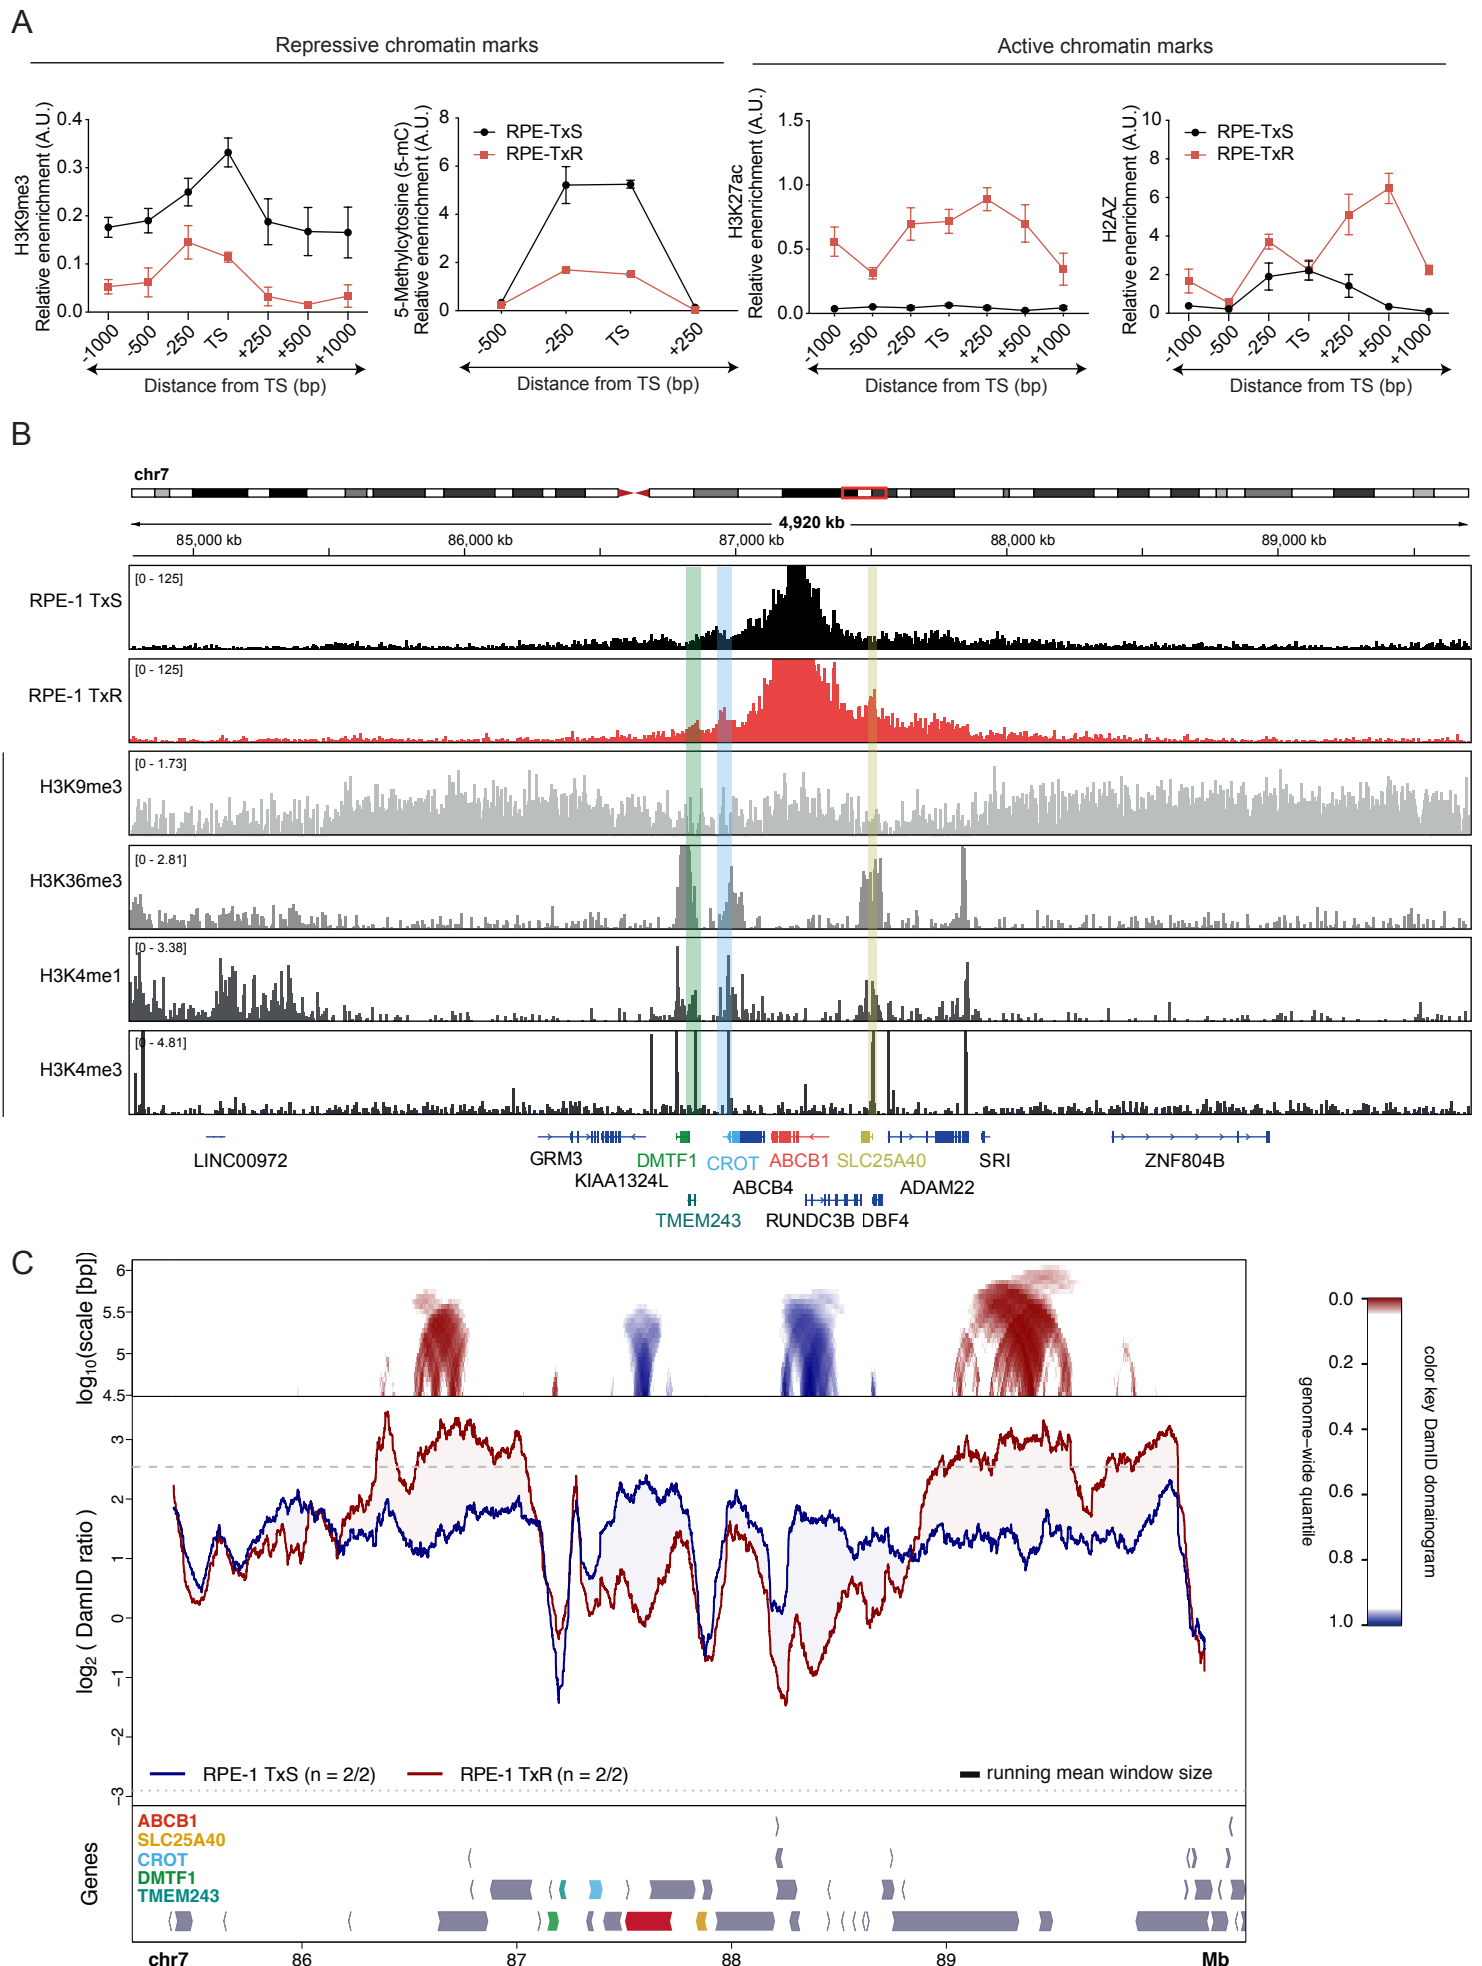 A
Repressive chromatin marks
Active chromatin marks
H3K9me3
Relative enenrichment (A.U.)
0.4
0.3
0.2
0.1
0.0
-1000
-500
-250
TS
+250
+500
+1000
Distance from TS (bp)
5-Methylcytosine (5-mC)
Relative enenrichment (A.U.)
8
6
4
2
0
RPE-TxS
RPE-TxR
-500
-250
TS
+250
Distance from TS (bp)
H3K27ac
Relative enenrichment (A.U.)
1.5
1.0
0.5
0.0
-1000
-500
-250
TS
+250
+500
+1000
Distance from TS (bp)
H2AZ
Relative enenrichment (A.U.)
10
8
6
4
2
0
RPE-TxS
RPE-TxR
-1000
-500
-250
TS
+250
+500
+1000
Distance from TS (bp)
B
chr7
4,920 kb
85,000 kb
86,000 kb
87,000 kb
88,000 kb
89,000 kb
RPE-1 TxS
[0 - 125]
RPE-1 TxR
[0 - 125]
H3K9me3
[0 - 1.73]
H3K36me3
[0 - 2.81]
H3K4me1
[0 - 3.38]
H3K4me3
[0 - 4.81]
LINC00972
GRM3
KIAA1324L
DMTF1
CROT
ABCB1
SLC25A40
SRI
ZNF804B
ABCB4
ADAM22
TMEM243
RUNDC3B
DBF4
C
log10(scale [bp])
6
5.5
5
4.5
log2 ( DamID ratio )
3
2
1
0
-1
-2
-3
RPE-1 TxS (n = 2/2)
RPE-1 TxR (n = 2/2)
running mean window size
0.0
0.2
0.4
0.6
0.8
1.0
genome-wide quantile
color key DamID domainogram
Genes
ABCB1
SLC25A40
CROT
DMTF1
TMEM243
chr7
86
87
88
89
Mb